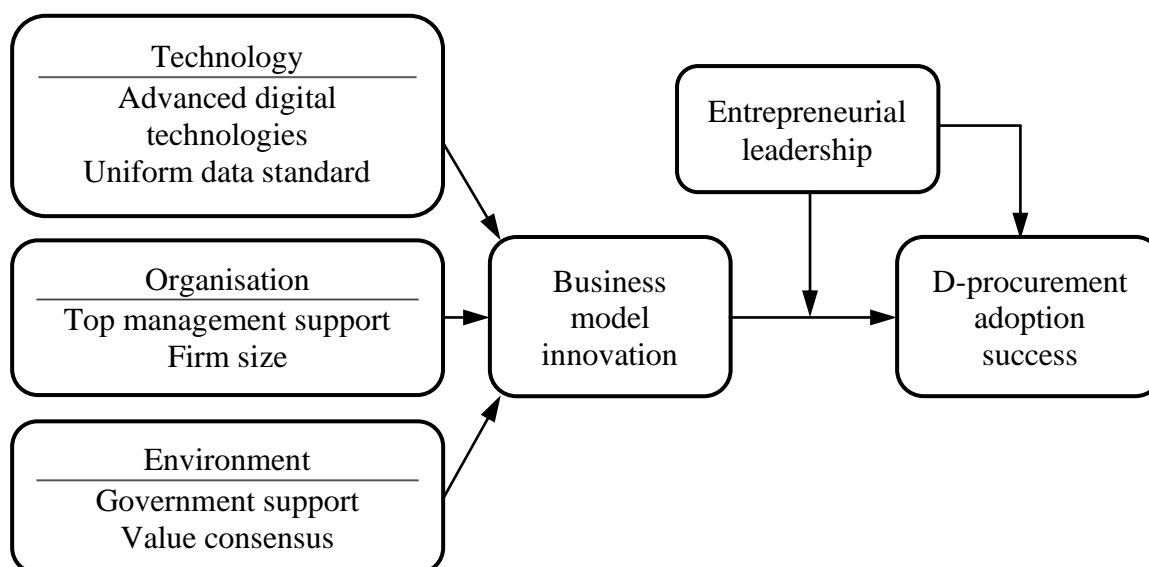 Technology
Advanced digital
technologies
Uniform data standard
Organisation
Top management support
Firm size
Environment
Government support
Value consensus
Business
model
innovation
Entrepreneurial
leadership
D-procurement
adoption
success